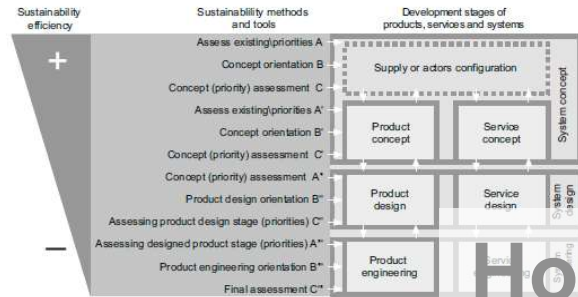 Sustainability
efficiency
Sustainablility methods
and tools
Development stages of
products, services and systems
+
Assess existing\priorities A
Concept orientation B
Concept (priority) assessment C
Assess existing\priorities A'
Concept orientation B'
Concept (priority) assessment C'
Concept (priority) assessment A"
Product design orientation B"
Assessing product design stage (priorities) C"
Assessing designed product stage (priorities) A"'
Product engineering orientation B"'
Final assessment C"'
−
Supply or actors configuration
Product
concept
Service
concept
System concept
Product
design
Service
design
System
design
Product
engineering
Ho